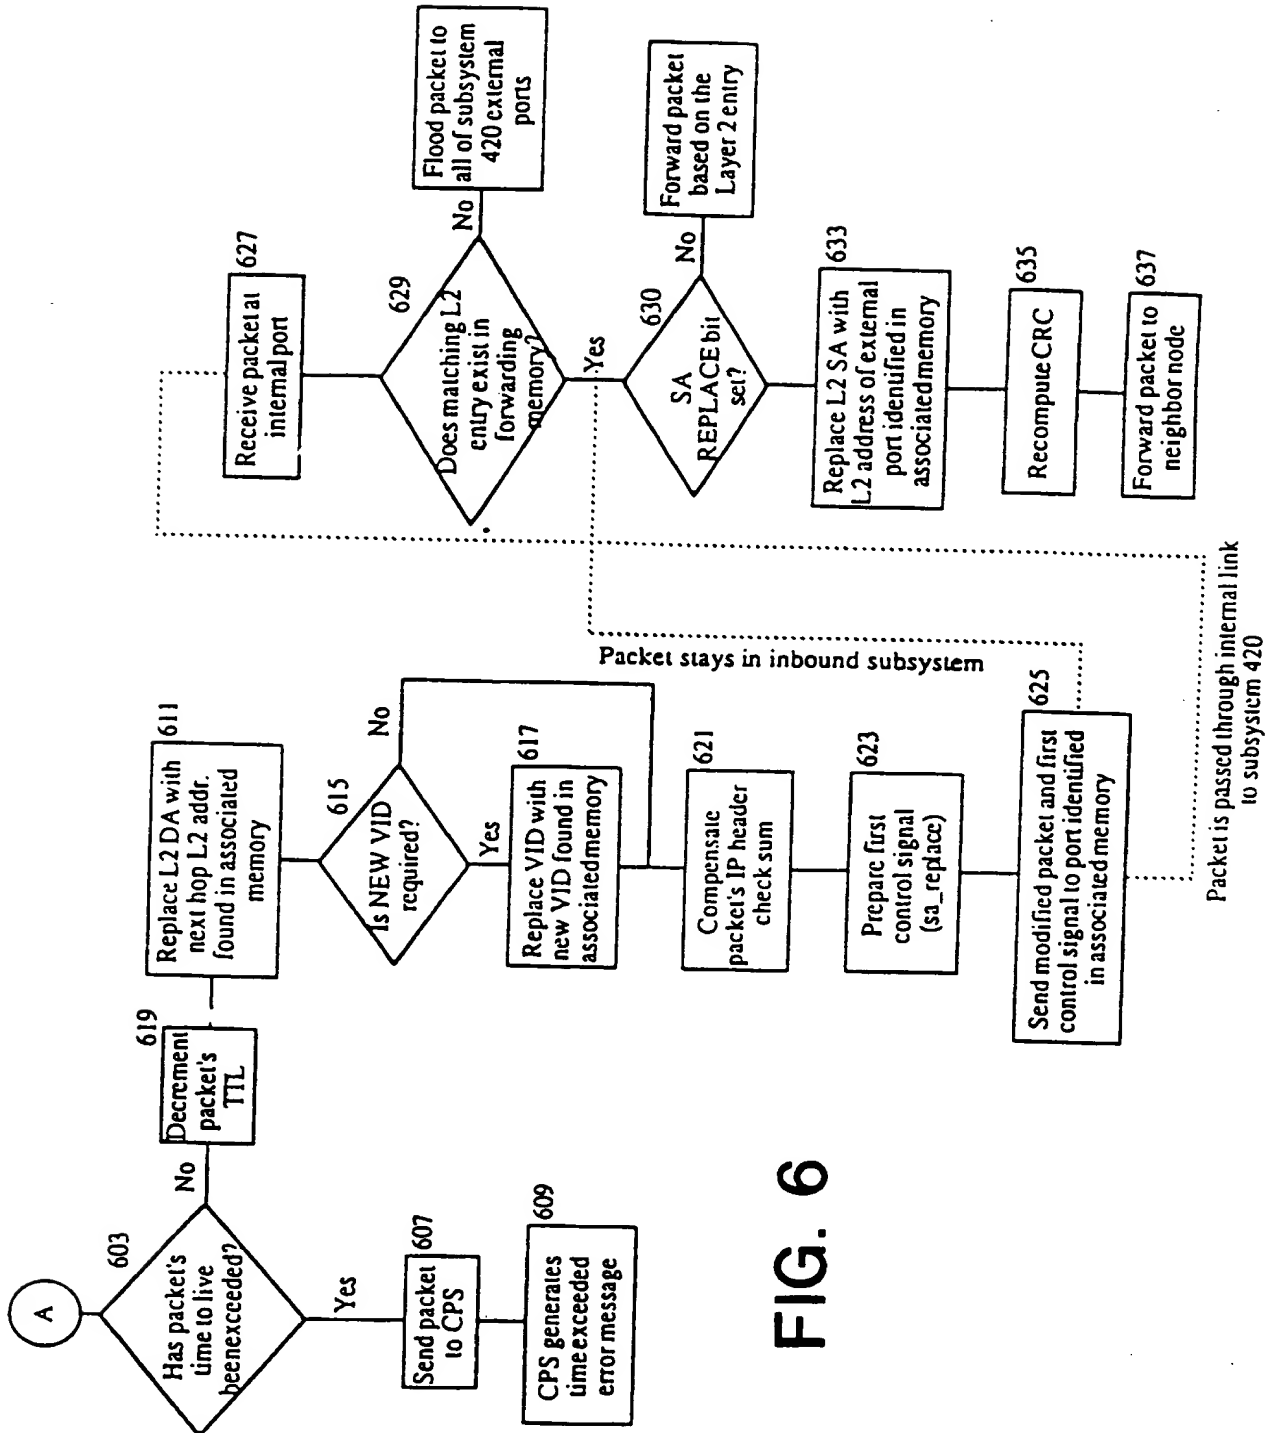 A
603
Has packet's
time to live
been exceeded?
No
Yes
607
Send packet
to CPS
609
CPS generates
time exceeded
error message
619
Decrement
packet's
TTL
611
Replace L2 DA with
next hop L2 addr.
found in associated
memory
615
Is NEW VID
required?
No
Yes
617
Replace VID with
new VID found in
associated memory
621
Compensate
packet's IP header
check sum
623
Prepare first
control signal
(sa_replace)
625
Send modified packet and first
control signal to port identified
in associated memory
Packet stays in inbound subsystem
Packet is passed through internal link
to subsystem 420
627
Receive packet at
internal port
629
Does matching L2
entry exist in
forwarding
memory?
No
Flood packet to
all of subsystem
420 external
ports
Yes
630
SA
REPLACE bit
set?
No
Forward packet
based on the
Layer 2 entry
633
Replace L2 SA with
L2 address of external
port identified in
associated memory
635
Recompute CRC
637
Forward packet to
neighbor node
FIG. 6